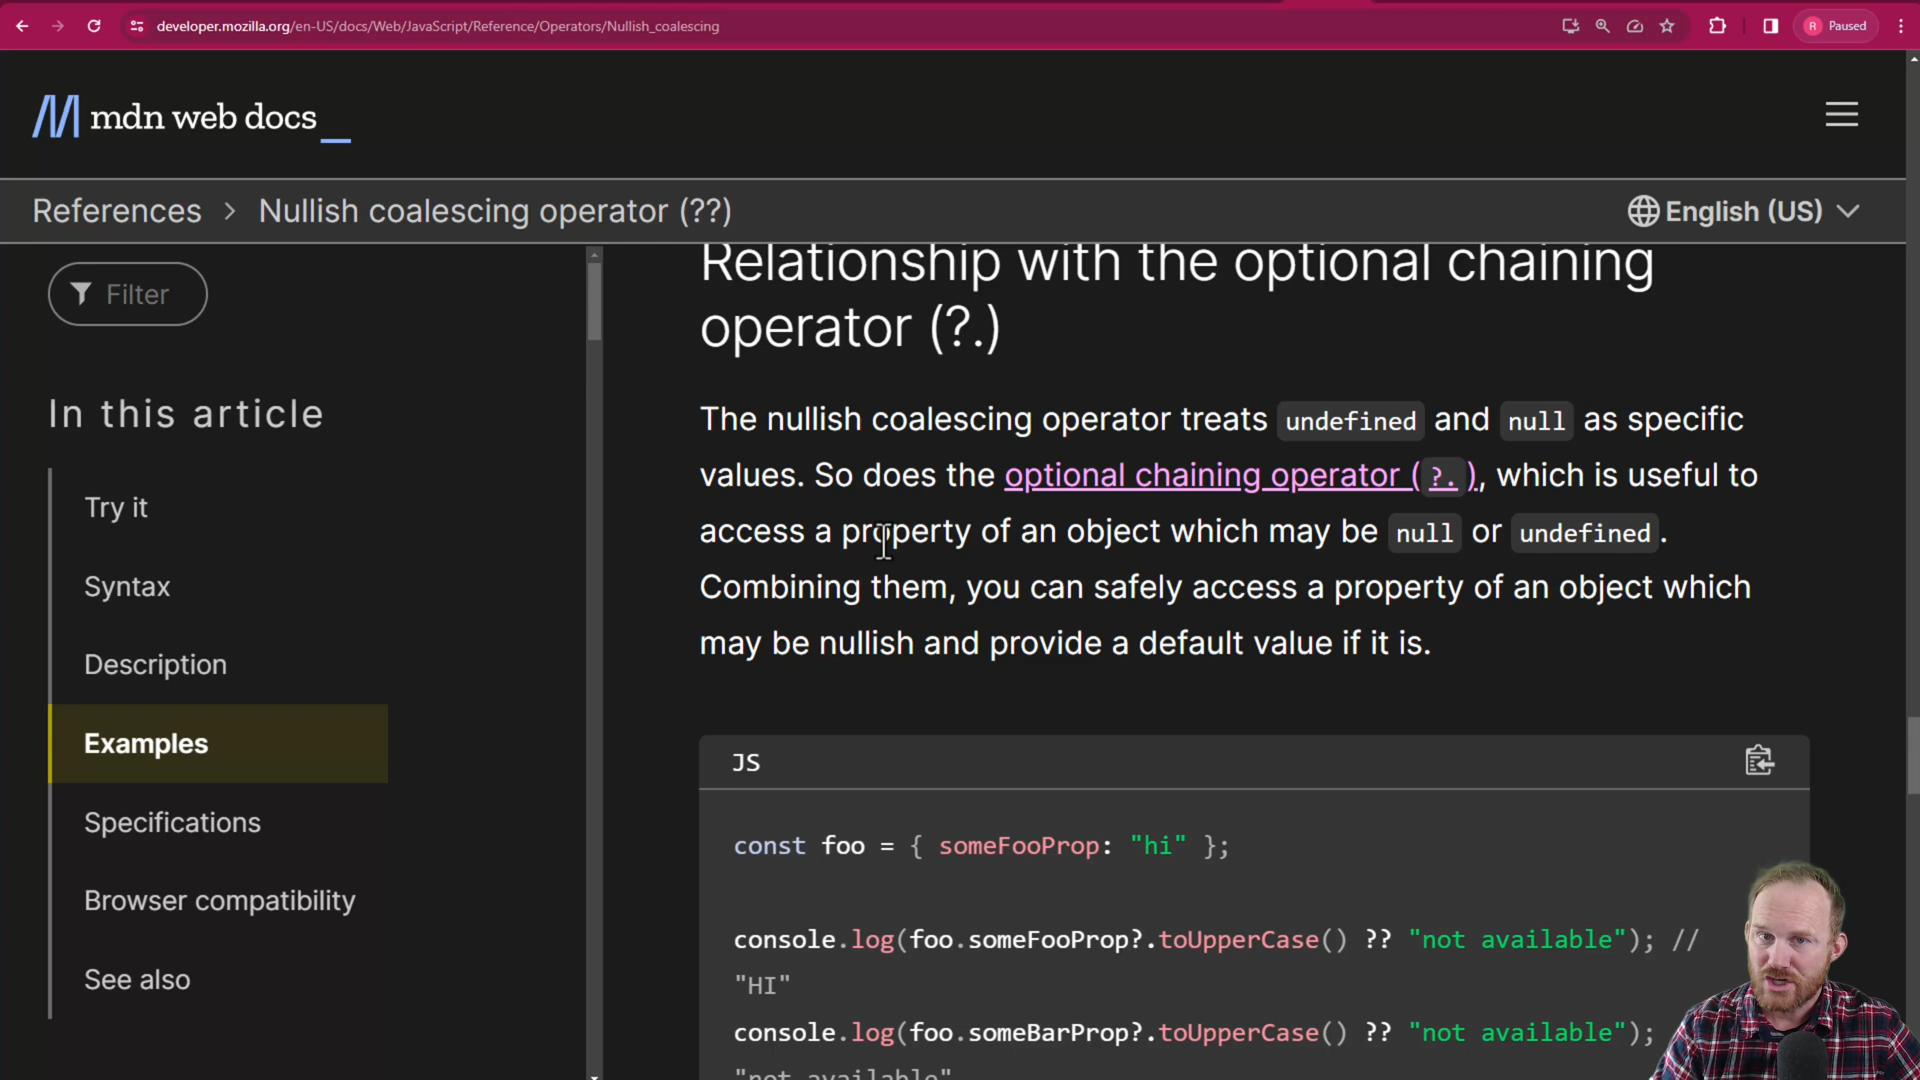 developer.mozilla.org/en-US/docs/Web/JavaScript/Reference/Operators/Nullish_coalescing
R Paused
mdn web docs_
References > Nullish coalescing operator (??)
English (US)
Filter
In this article
Try it
Syntax
Description
Examples
Specifications
Browser compatibility
See also
Relationship with the optional chaining
operator (?.)
The nullish coalescing operator treats undefined and null as specific
values. So does the optional chaining operator (?.), which is useful to
access a property of an object which may be null or undefined.
Combining them, you can safely access a property of an object which
may be nullish and provide a default value if it is.
JS
const foo = { someFooProp: "hi" };
console.log(foo.someFooProp?.toUpperCase() ?? "not available"); //
"HI"
console.log(foo.someBarProp?.toUpperCase() ?? "not available");
"not available"